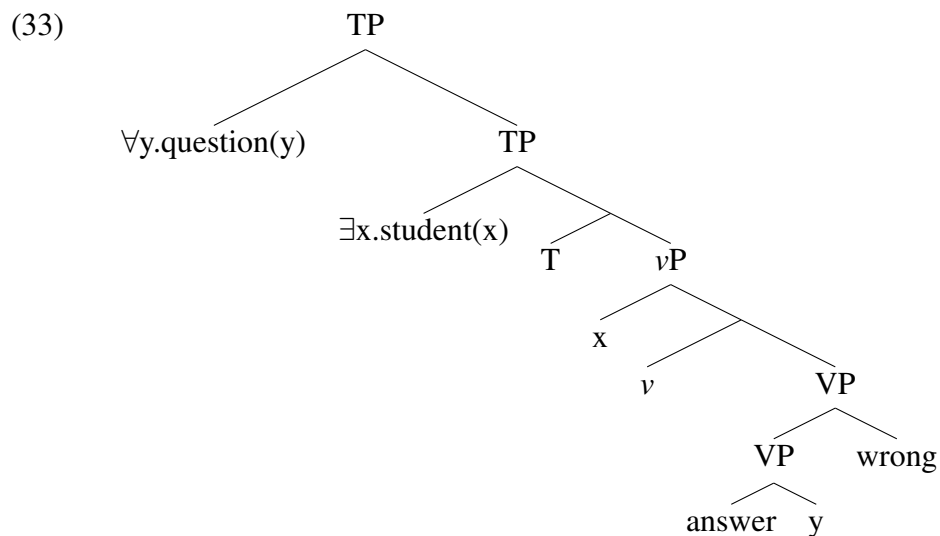 (33) TP
∀y.question(y) TP
∃x.student(x) T vP
x
v VP
VP wrong
answer y